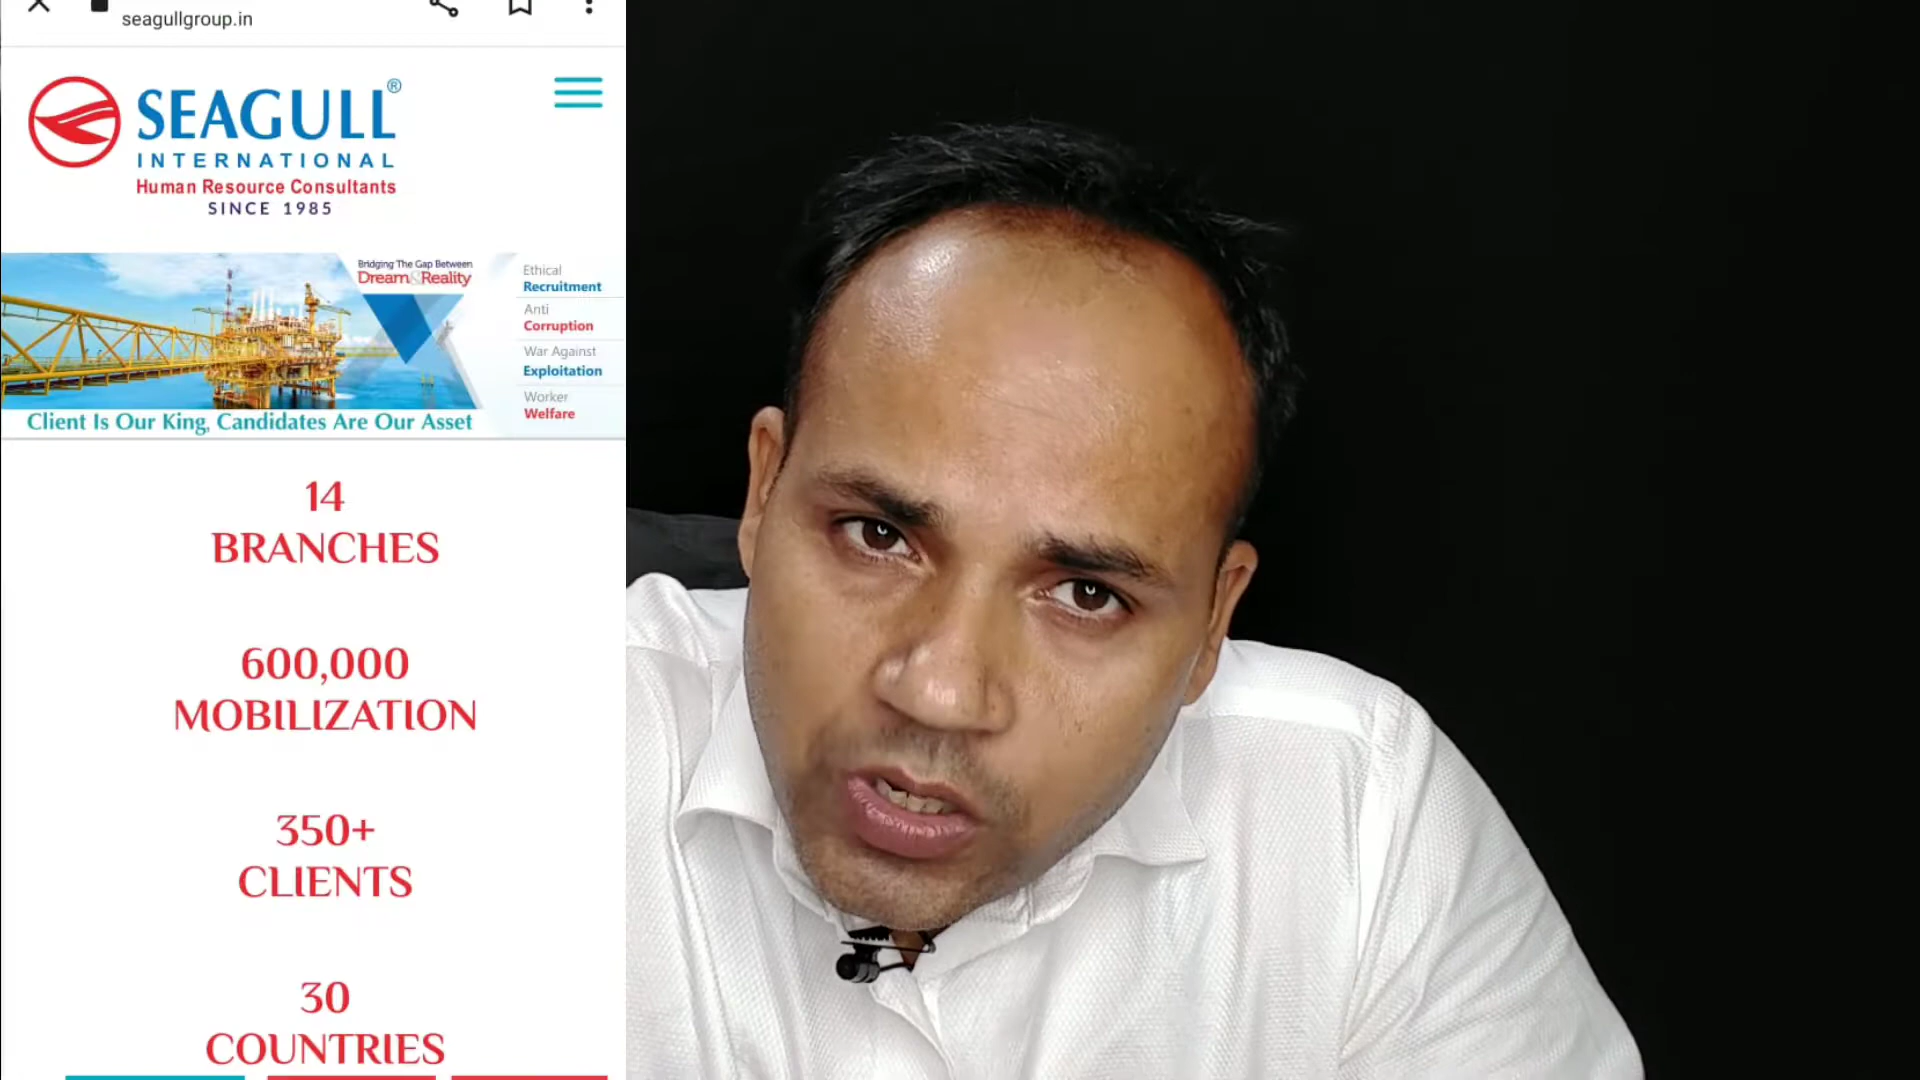 seagullgroup.in
SEAGULL®
INTERNATIONAL
Human Resource Consultants
SINCE 1985
Bridging The Gap Between
Dream & Reality
Ethical
Recruitment
Anti
Corruption
War Against
Exploitation
Worker
Welfare
Client Is Our King, Candidates Are Our Asset
14
BRANCHES
600,000
MOBILIZATION
350+
CLIENTS
30
COUNTRIES